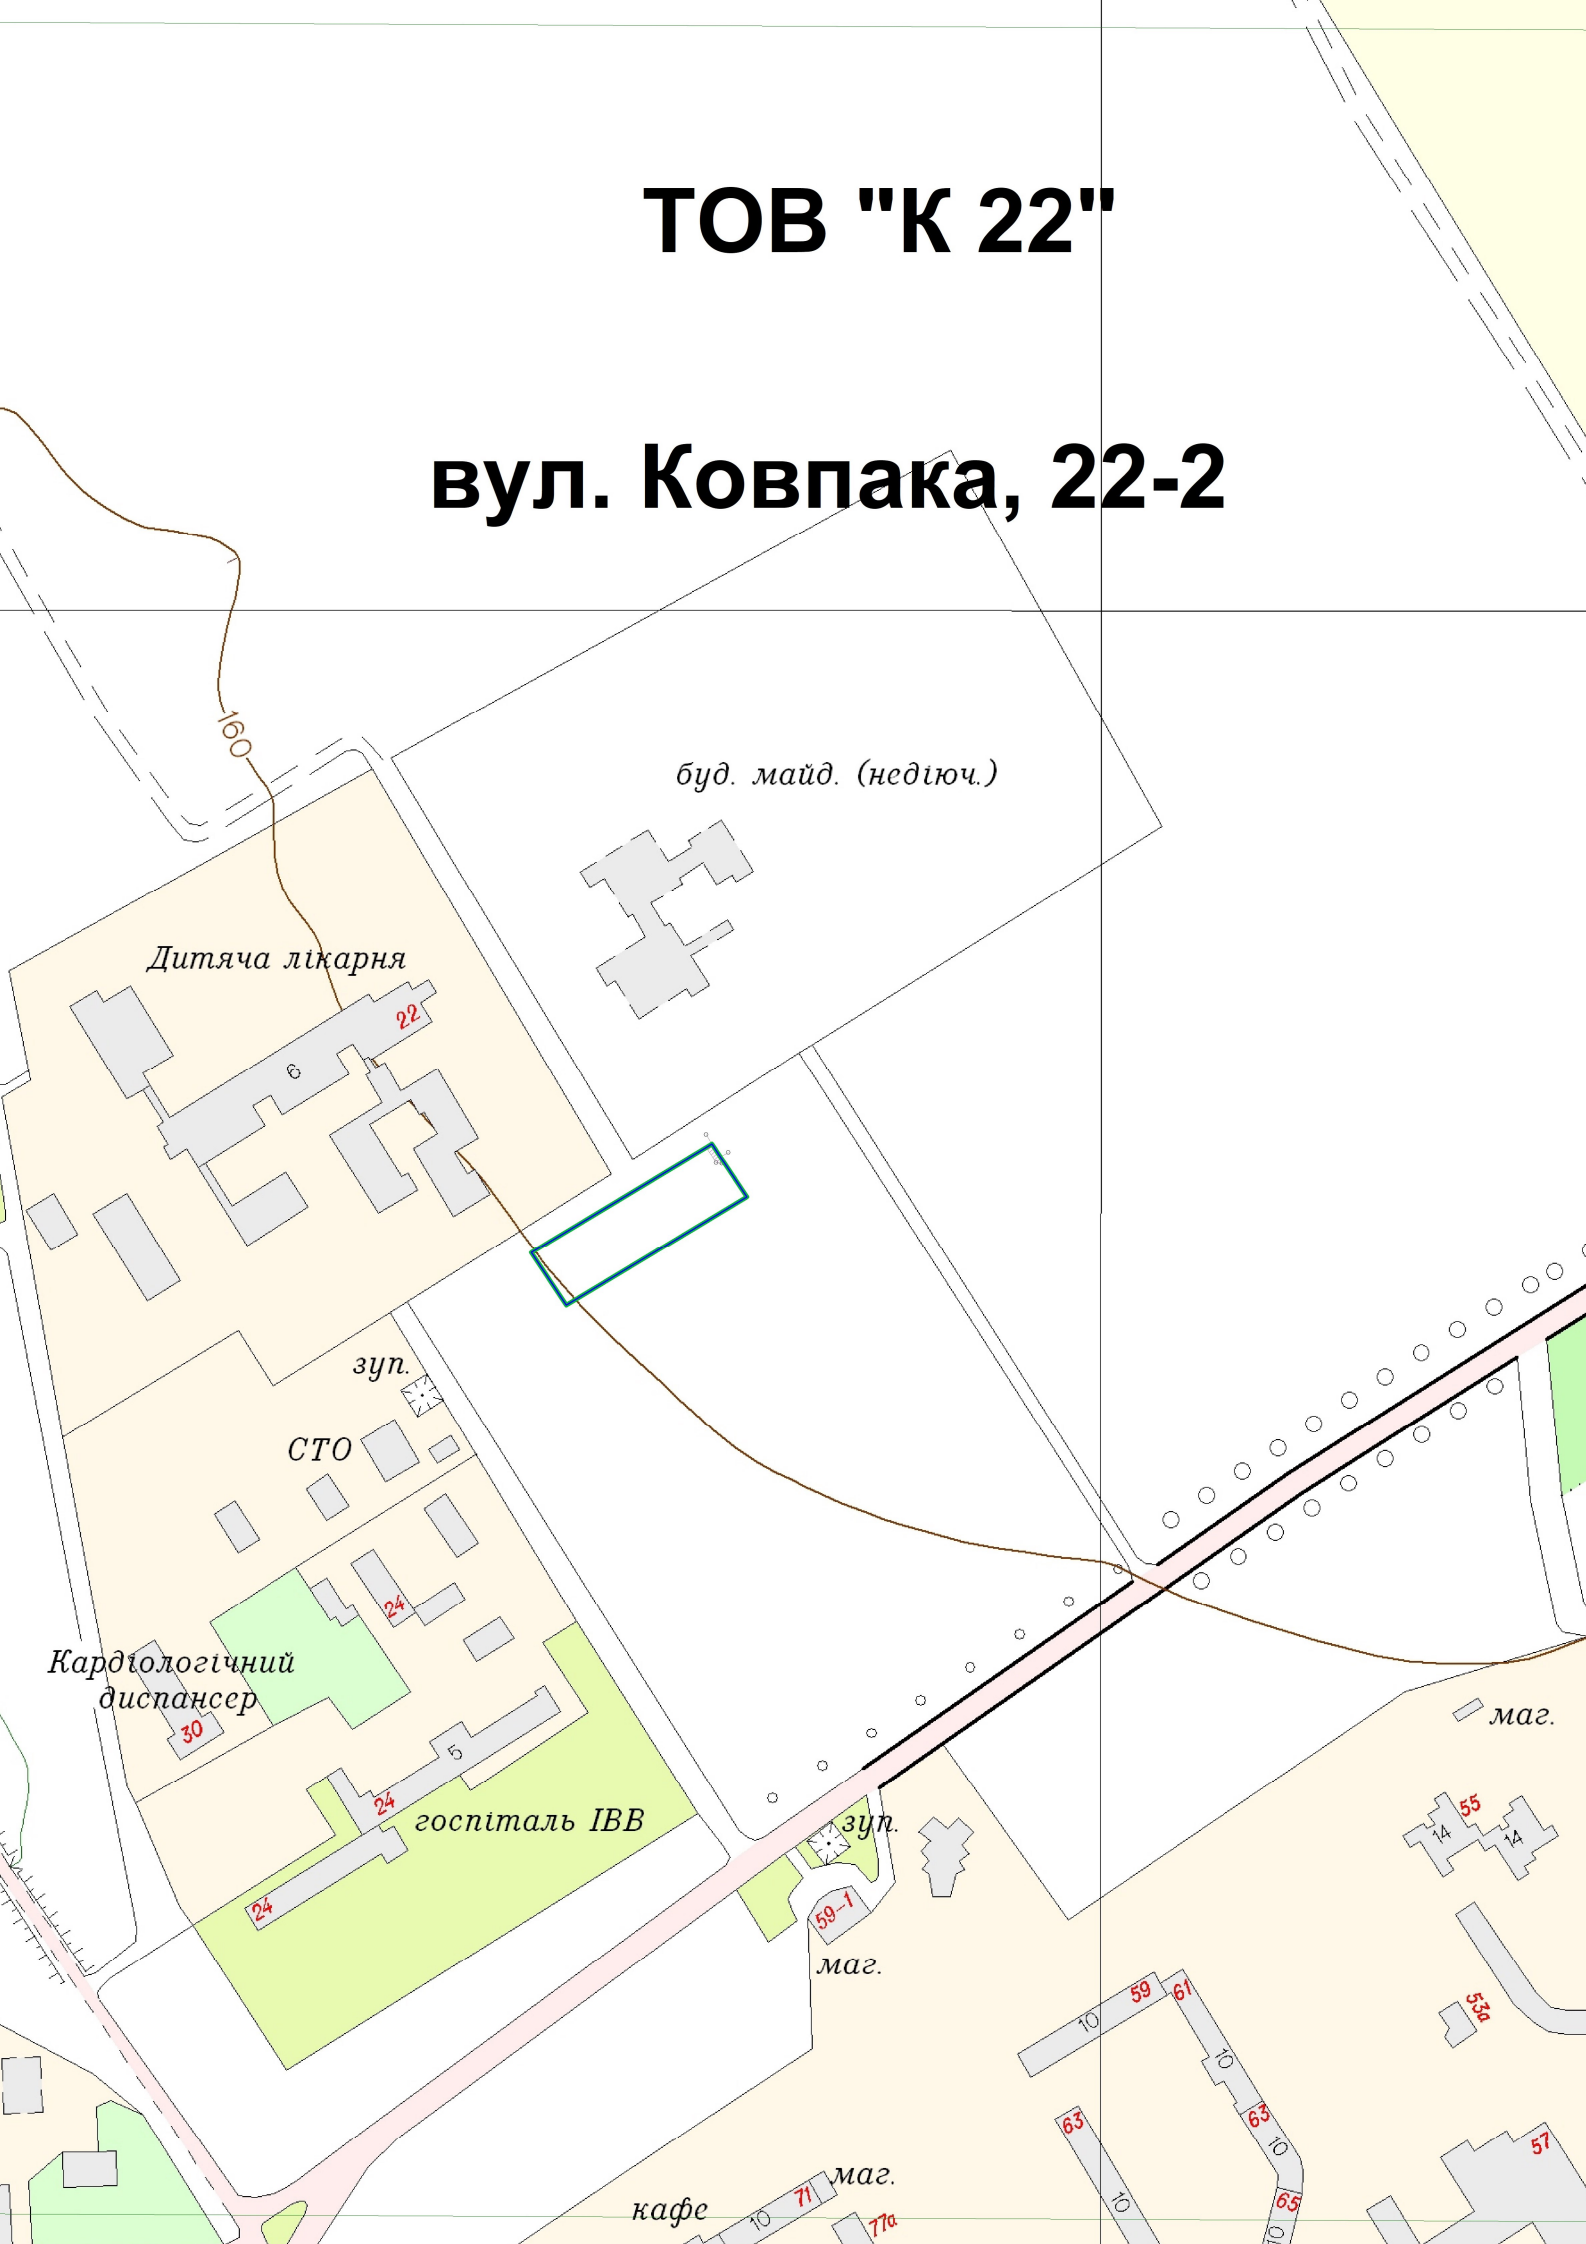 ТОВ "К 22"
вул. Ковпака, 22-2
160
буд. майд. (недіюч.)
Дитяча лікарня
22
6
зуп.
СТО
24
Кардіологічний
диспансер
30
5
24
госпіталь ІВВ
24
зуп.
59-1
маг.
маг.
55
14
14
53а
59
61
10
10
63
63
10
57
65
10
10
71
маг.
кафе
10
77а